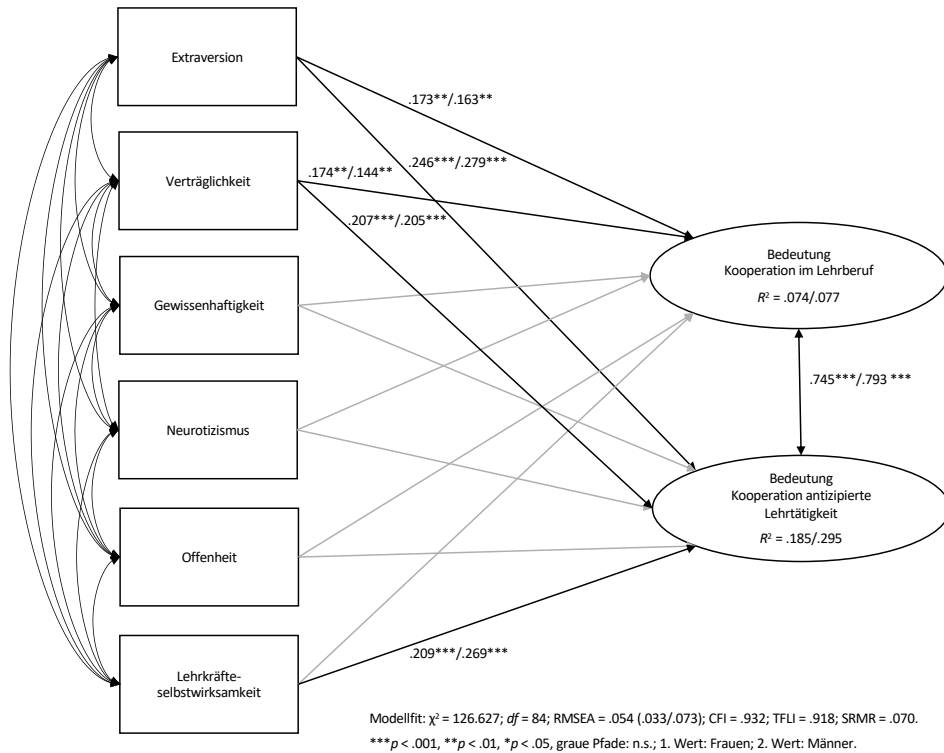 Extraversion
.173**/.163**
.246***/.279***
Verträglichkeit
.174**/.144**
.207***/.205***
Bedeutung
Kooperation im Lehrberuf
R² = .074/.077
Gewissenhaftigkeit
.745***/.793 ***
Neurotizismus
Bedeutung
Kooperation antizipierte
Lehrtätigkeit
R² = .185/.295
Offenheit
Lehrkräfte-
selbstwirksamkeit
.209***/.269***
Modellfit: χ² = 126.627; df = 84; RMSEA = .054 (.033/.073); CFI = .932; TFLI = .918; SRMR = .070.
***p < .001, **p < .01, *p < .05, graue Pfade: n.s.; 1. Wert: Frauen; 2. Wert: Männer.